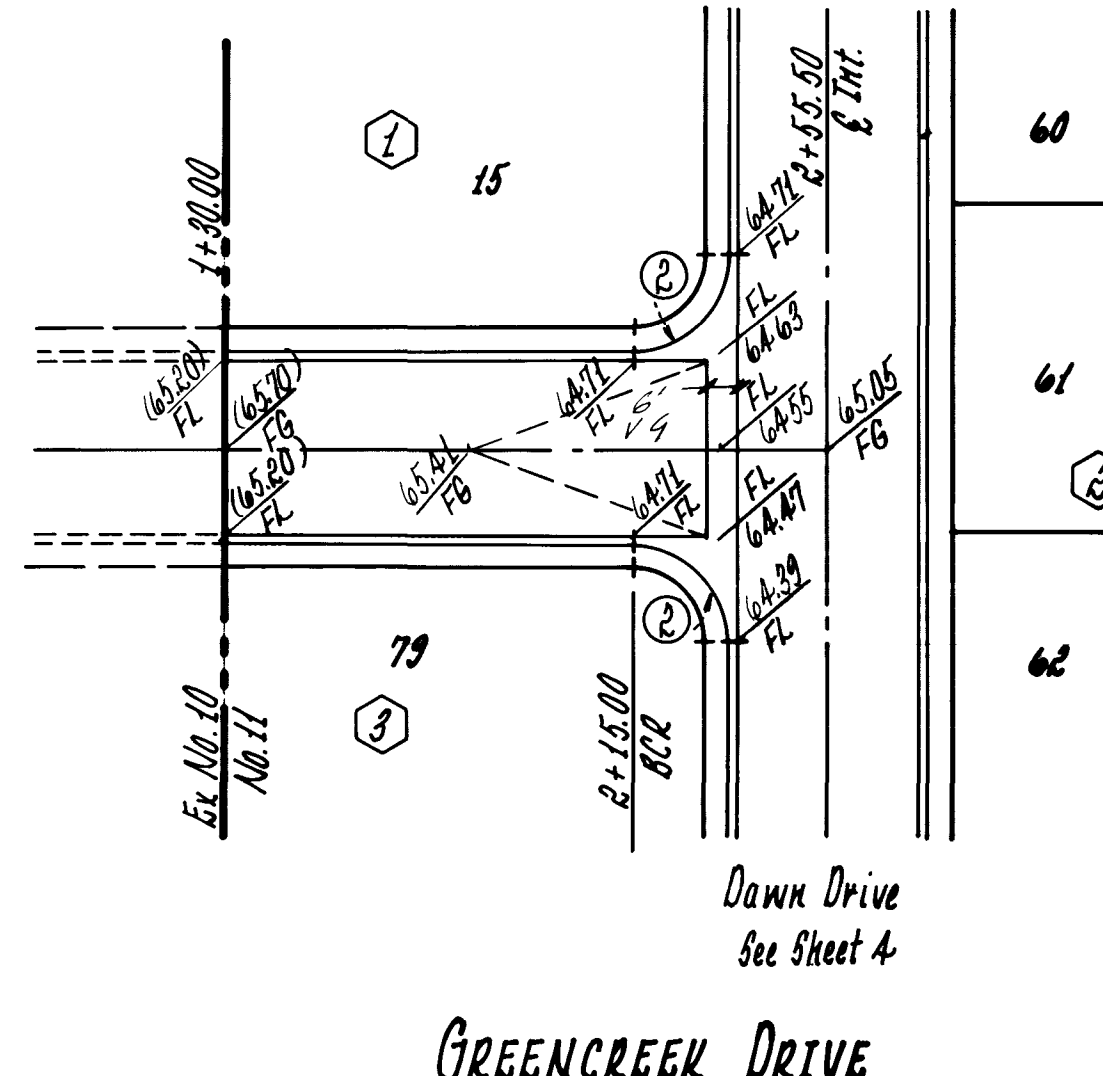 1
15
1+30.00
2+55.50
℄ Int.
60
64.71
FL
2
FL
64.63
(65.20)
FL
(65.70)
FG
64.71
FL
6'
VG
FL
64.55
65.05
FG
61
(65.20)
FL
65.41
FG
64.71
FL
FL
64.47
2
64.39
FL
2
79
3
62
Ex No. 10
No. 11
2+15.00
BCR
Dawn Drive
See Sheet 4
GREENCREEK DRIVE